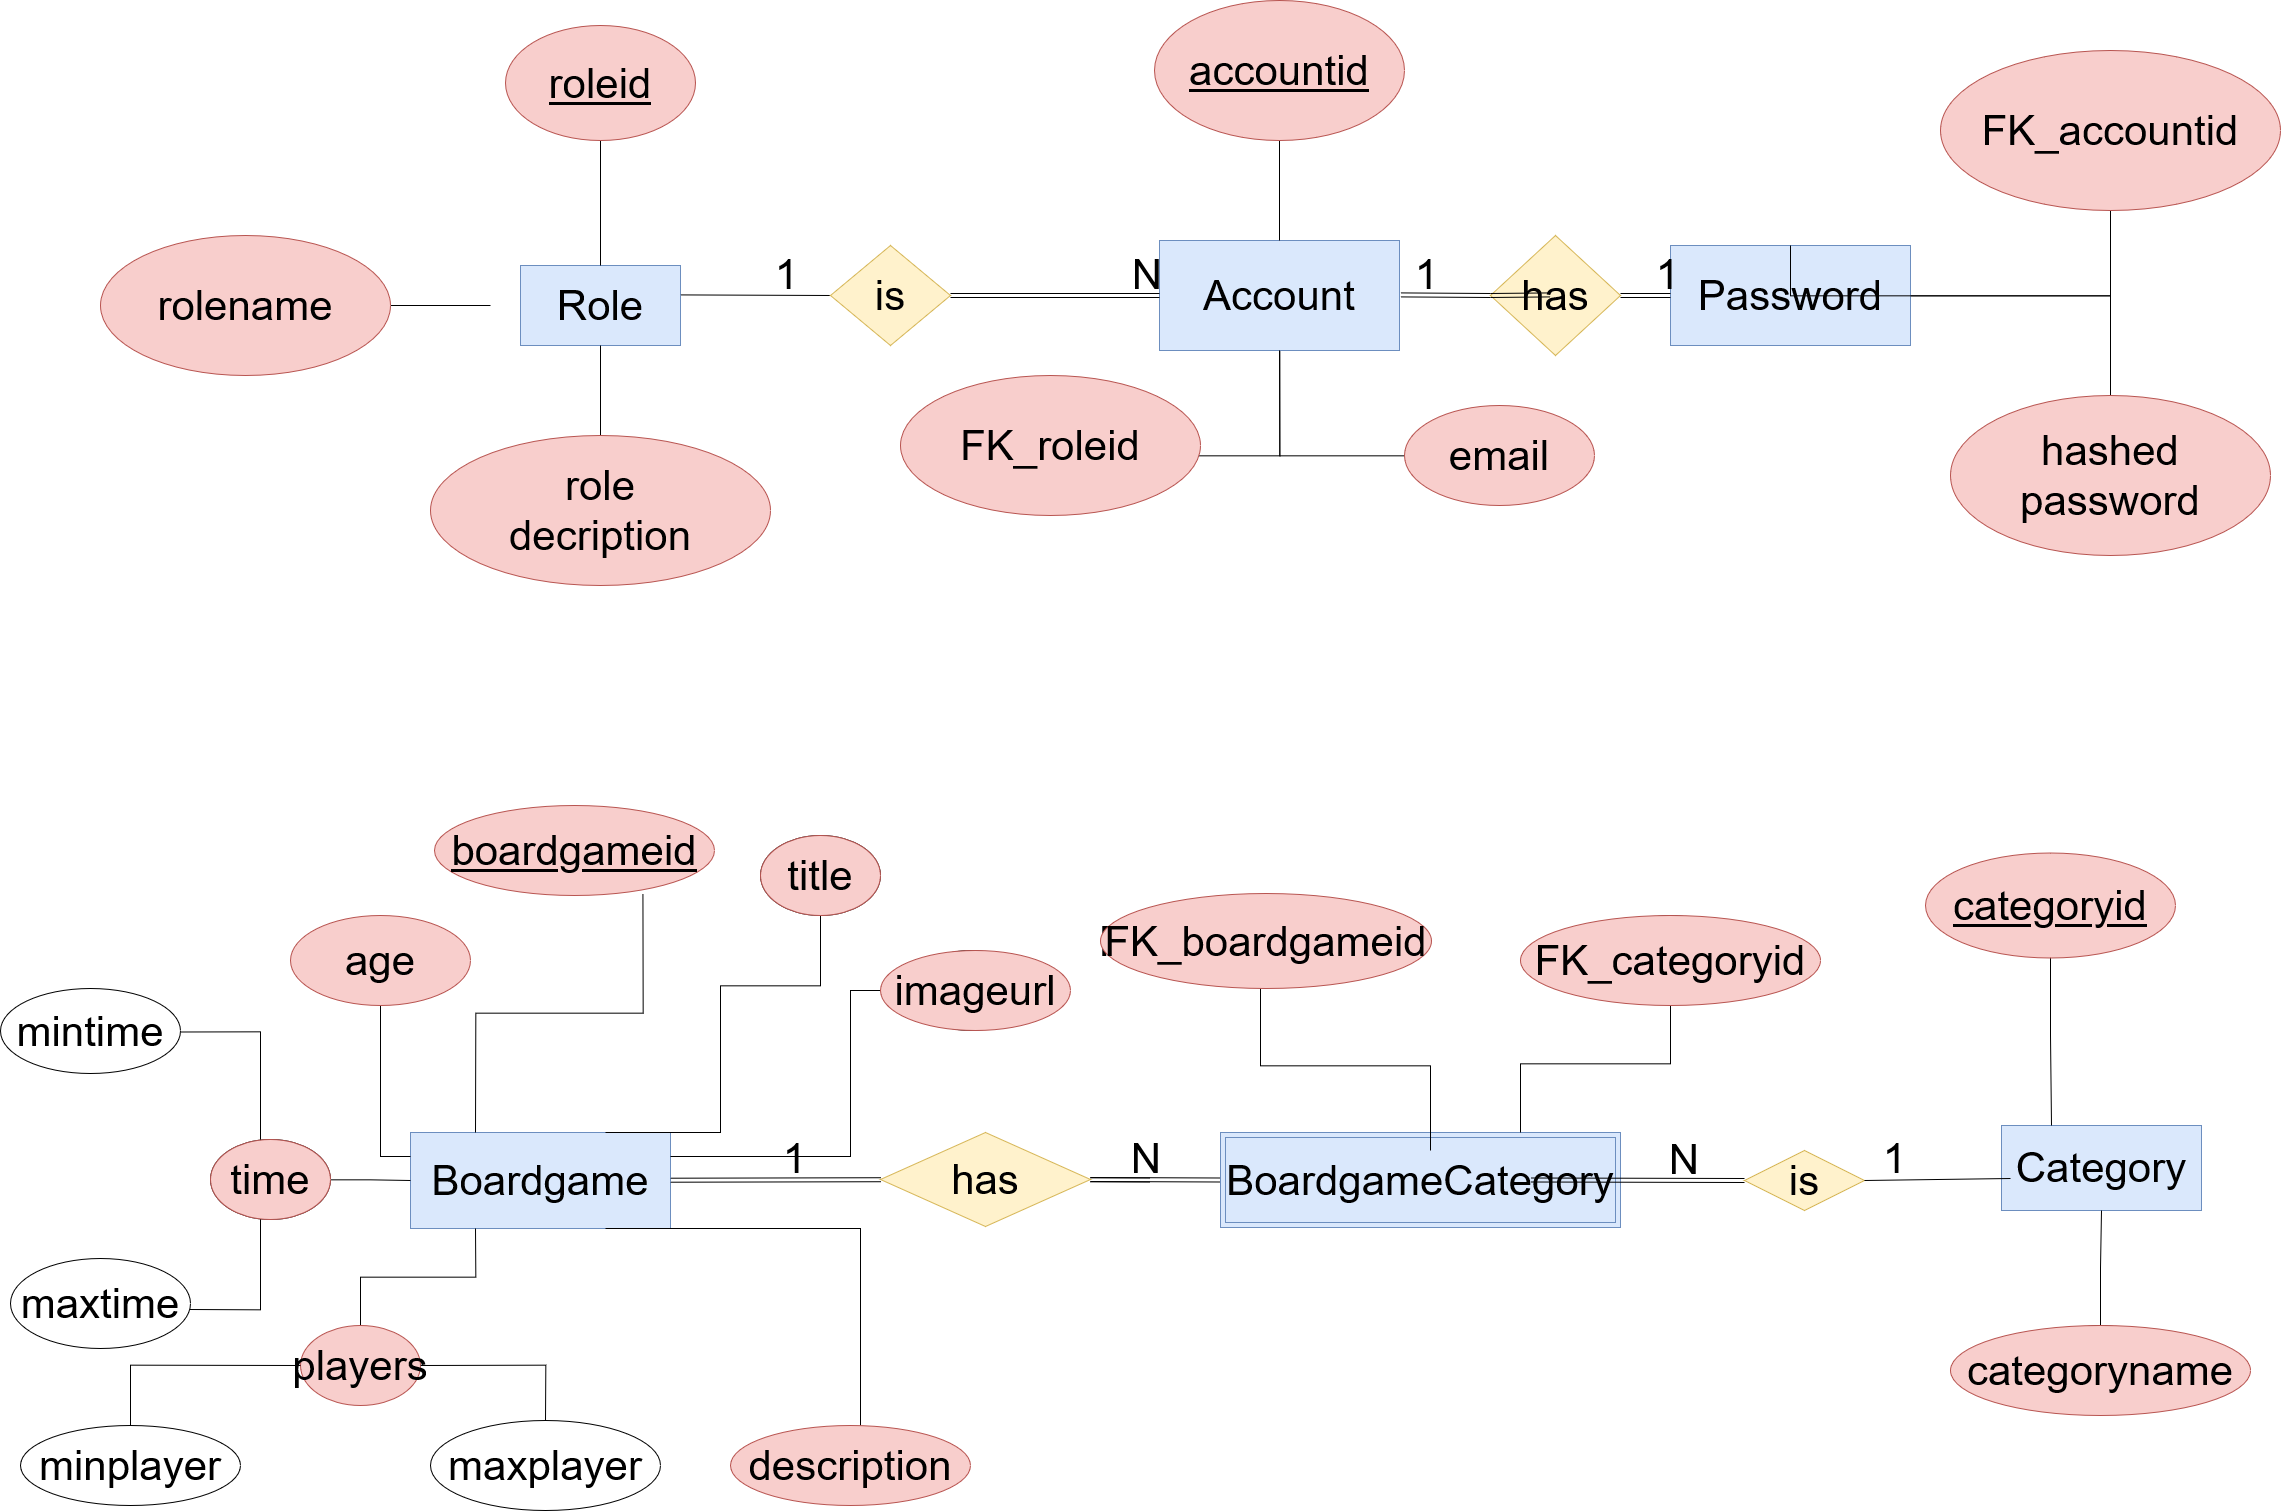 roleid
accountid
FK_accountid
rolename
Role
1
is
N
Account
1
has
1
Password
FK_roleid
email
role
decription
hashed
password
boardgameid
title
age
imageurl
FK_boardgameid
FK_categoryid
categoryid
mintime
time
Boardgame
1
has
N
BoardgameCategory
N
is
1
Category
maxtime
players
minplayer
maxplayer
description
categoryname